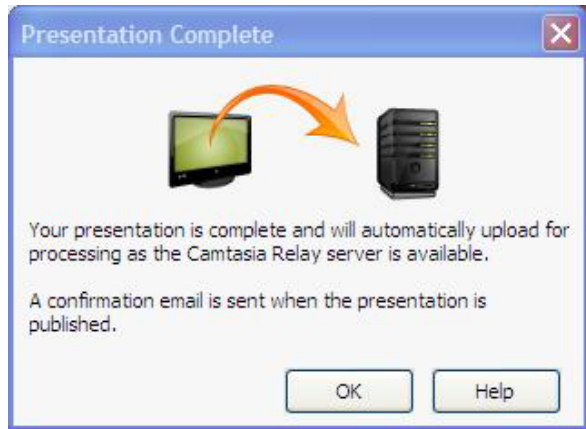 Presentation Complete
Your presentation is complete and will automatically upload for
processing as the Camtasia Relay server is available.
A confirmation email is sent when the presentation is
published.
OK
Help